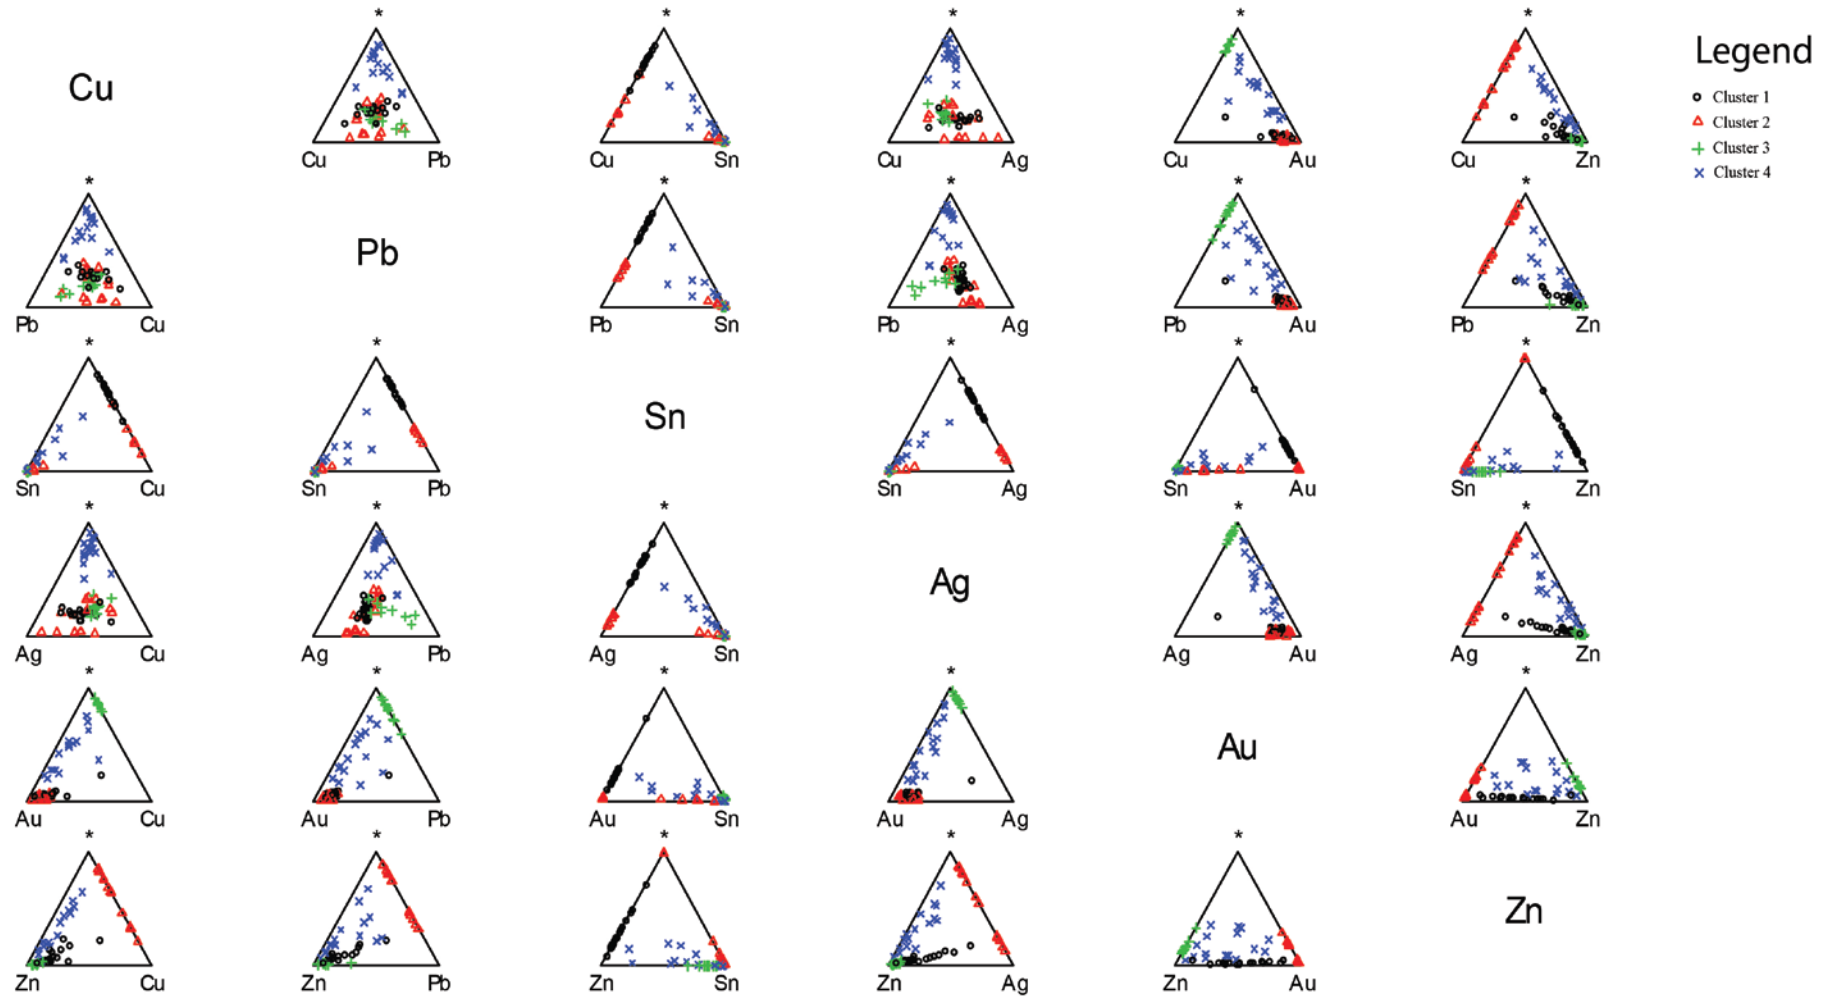 * * * * *
Legend
Cu
Cluster 1
Cluster 2
Cluster 3
Cluster 4
Cu Pb Cu Sn Cu Ag Cu Au Cu Zn
* * * * *
Pb
Pb Cu Pb Sn Pb Ag Pb Au Pb Zn
* * * * *
Sn
Sn Cu Sn Pb Sn Ag Sn Au Sn Zn
* * * * *
Ag
Ag Cu Ag Pb Ag Sn Ag Au Ag Zn
* * * * *
Au
Au Cu Au Pb Au Sn Au Ag Au Zn
* * * * *
Zn
Zn Cu Zn Pb Zn Sn Zn Ag Zn Au